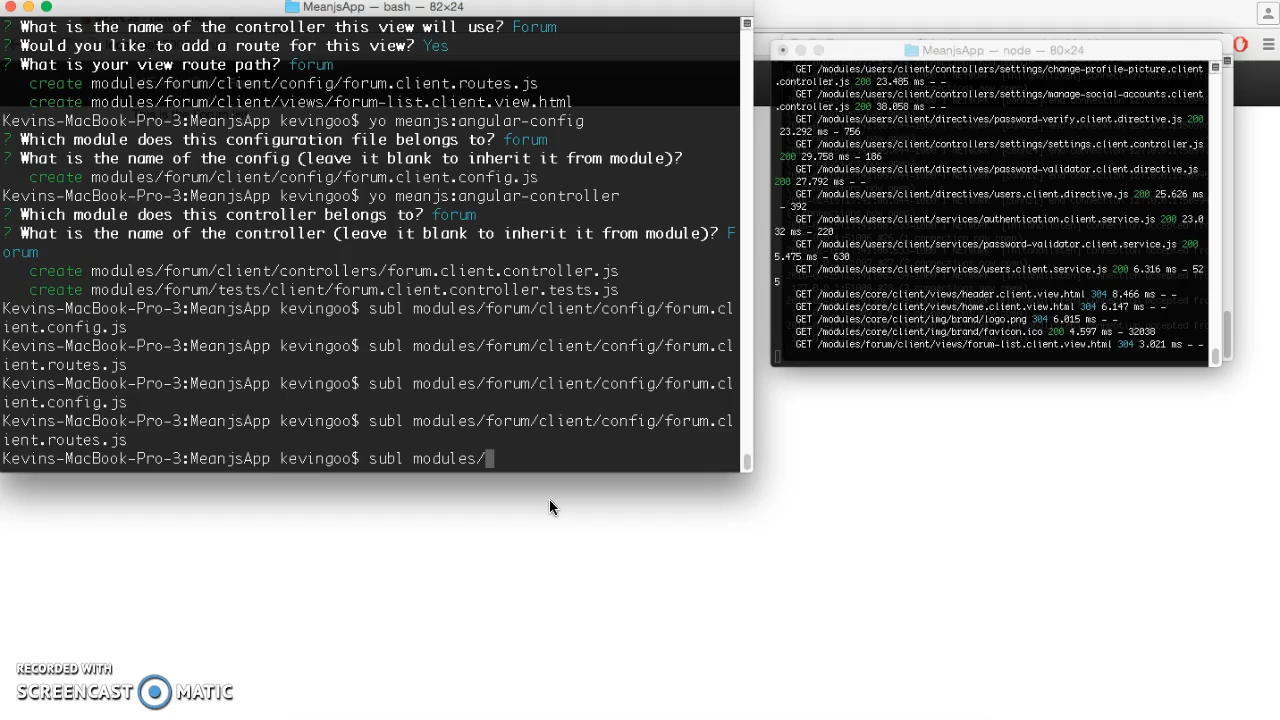 MeanjsApp — bash — 82×24
? What is the name of the controller this view will use? Forum
? Would you like to add a route for this view? Yes
? What is your view route path? forum
create modules/forum/client/config/forum.client.routes.js
create modules/forum/client/views/forum-list.client.view.html
Kevins-MacBook-Pro-3:MeanjsApp kevingoo$ yo meanjs:angular-config
? Which module does this configuration file belongs to? forum
? What is the name of the config (leave it blank to inherit it from module)?
create modules/forum/client/config/forum.client.config.js
Kevins-MacBook-Pro-3:MeanjsApp kevingoo$ yo meanjs:angular-controller
? Which module does this controller belongs to? forum
? What is the name of the controller (leave it blank to inherit it from module)? F
orum
create modules/forum/client/controllers/forum.client.controller.js
create modules/forum/tests/client/forum.client.controller.tests.js
Kevins-MacBook-Pro-3:MeanjsApp kevingoo$ subl modules/forum/client/config/forum.cl
ient.config.js
Kevins-MacBook-Pro-3:MeanjsApp kevingoo$ subl modules/forum/client/config/forum.cl
ient.routes.js
Kevins-MacBook-Pro-3:MeanjsApp kevingoo$ subl modules/forum/client/config/forum.cl
ient.config.js
Kevins-MacBook-Pro-3:MeanjsApp kevingoo$ subl modules/forum/client/config/forum.cl
ient.routes.js
Kevins-MacBook-Pro-3:MeanjsApp kevingoo$ subl modules/
MeanjsApp — node — 80×24
GET /modules/users/client/controllers/settings/change-profile-picture.client
.controller.js 200 23.485 ms - -
GET /modules/users/client/controllers/settings/manage-social-accounts.client
.controller.js 200 38.058 ms - -
GET /modules/users/client/directives/password-verify.client.directive.js 200
23.292 ms - 756
GET /modules/users/client/controllers/settings/settings.client.controller.js
200 29.758 ms - 186
GET /modules/users/client/directives/password-validator.client.directive.js
200 27.792 ms - -
GET /modules/users/client/directives/users.client.directive.js 200 25.626 ms
- 392
GET /modules/users/client/services/authentication.client.service.js 200 23.0
32 ms - 220
GET /modules/users/client/services/password-validator.client.service.js 200
5.475 ms - 630
GET /modules/users/client/services/users.client.service.js 200 6.316 ms - 52
5
GET /modules/core/client/views/header.client.view.html 304 8.466 ms - -
GET /modules/core/client/views/home.client.view.html 304 6.147 ms - -
GET /modules/core/client/img/brand/logo.png 304 6.015 ms - -
GET /modules/core/client/img/brand/favicon.ico 200 4.597 ms - 32038
GET /modules/forum/client/views/forum-list.client.view.html 304 3.021 ms - -
RECORDED WITH
SCREENCAST MATIC